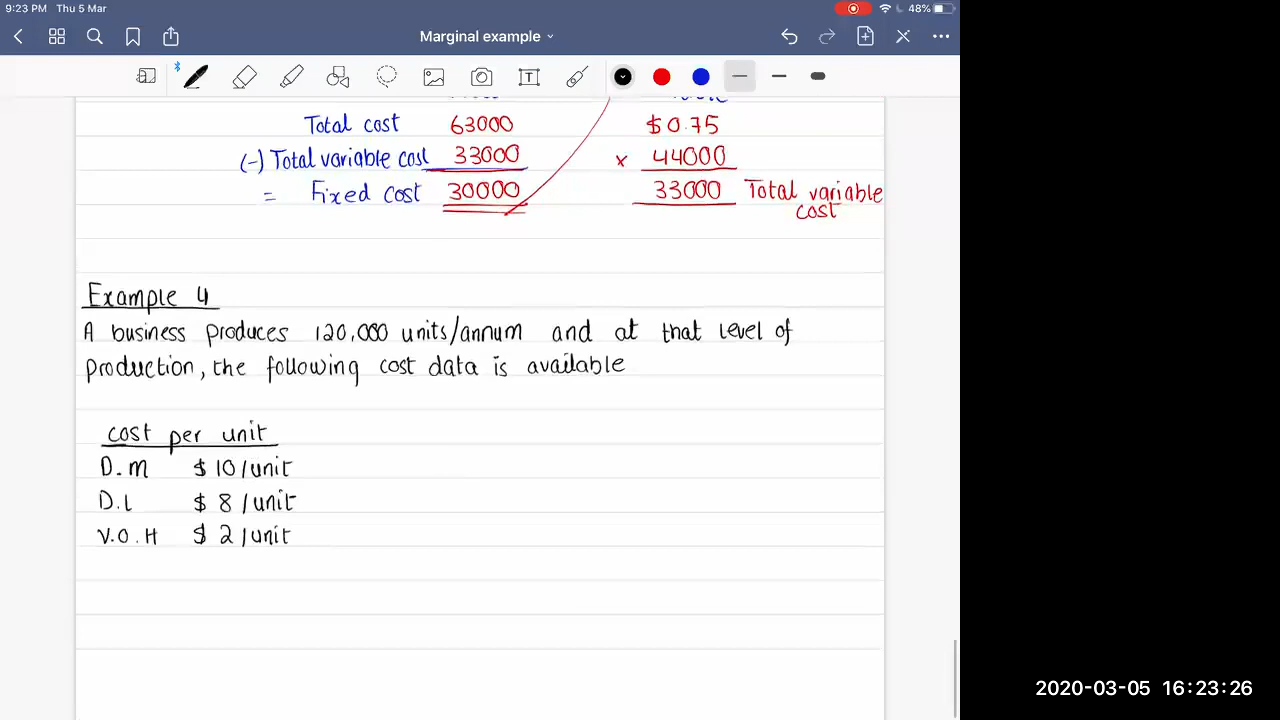 9:23 PM Thu 5 Mar
48%
Marginal example
T
Total cost 63000 $0.75
(-) Total variable cost 33000 x 44000
= Fixed cost 30000 33000 Total variable
cost
Example 4
A business produces 120,000 units/annum and at that level of
production, the following cost data is available
cost per unit
D.m $ 10/unit
D.L $ 8/unit
V.O.H $ 2/unit
2020-03-05 16:23:26